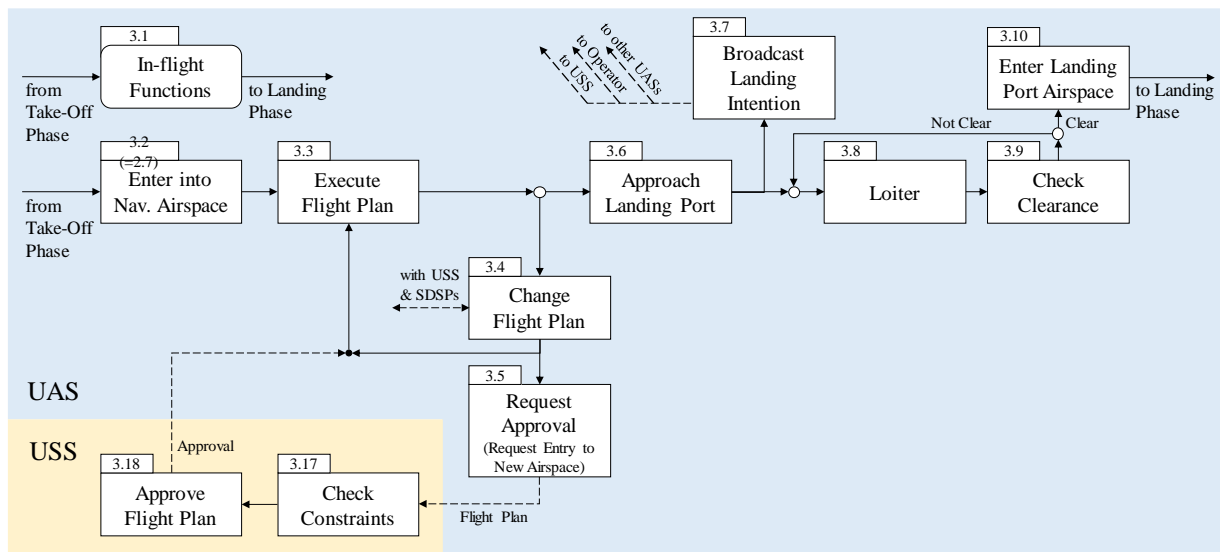 3.1
In-flight
Functions
from
Take-Off
Phase
to Landing
Phase
3.2
(=2.7)
Enter into
Nav. Airspace
from
Take-Off
Phase
3.3
Execute
Flight Plan
3.6
Approach
Landing Port
to USS
to Operator
to other UASs
3.7
Broadcast
Landing
Intention
3.8
Loiter
3.9
Check
Clearance
Not Clear
Clear
3.10
Enter Landing
Port Airspace
to Landing
Phase
with USS
& SDSPs
3.4
Change
Flight Plan
3.5
Request
Approval
(Request Entry to
New Airspace)
UAS
USS
Approval
3.18
Approve
Flight Plan
3.17
Check
Constraints
Flight Plan